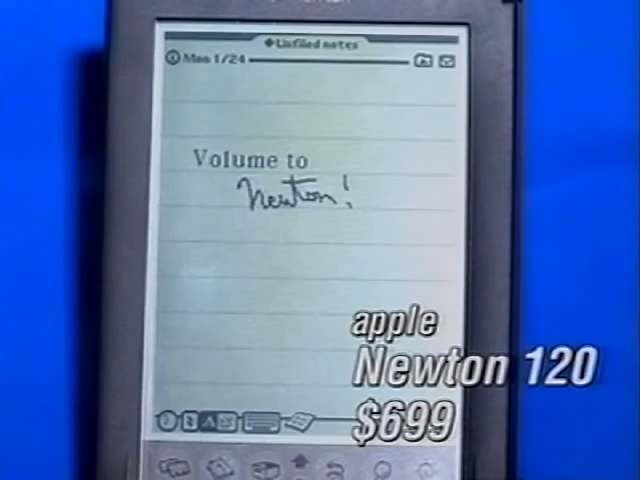 Unfiled notes
Mon 1/24
Volume to
Newton!
apple
Newton 120
$699